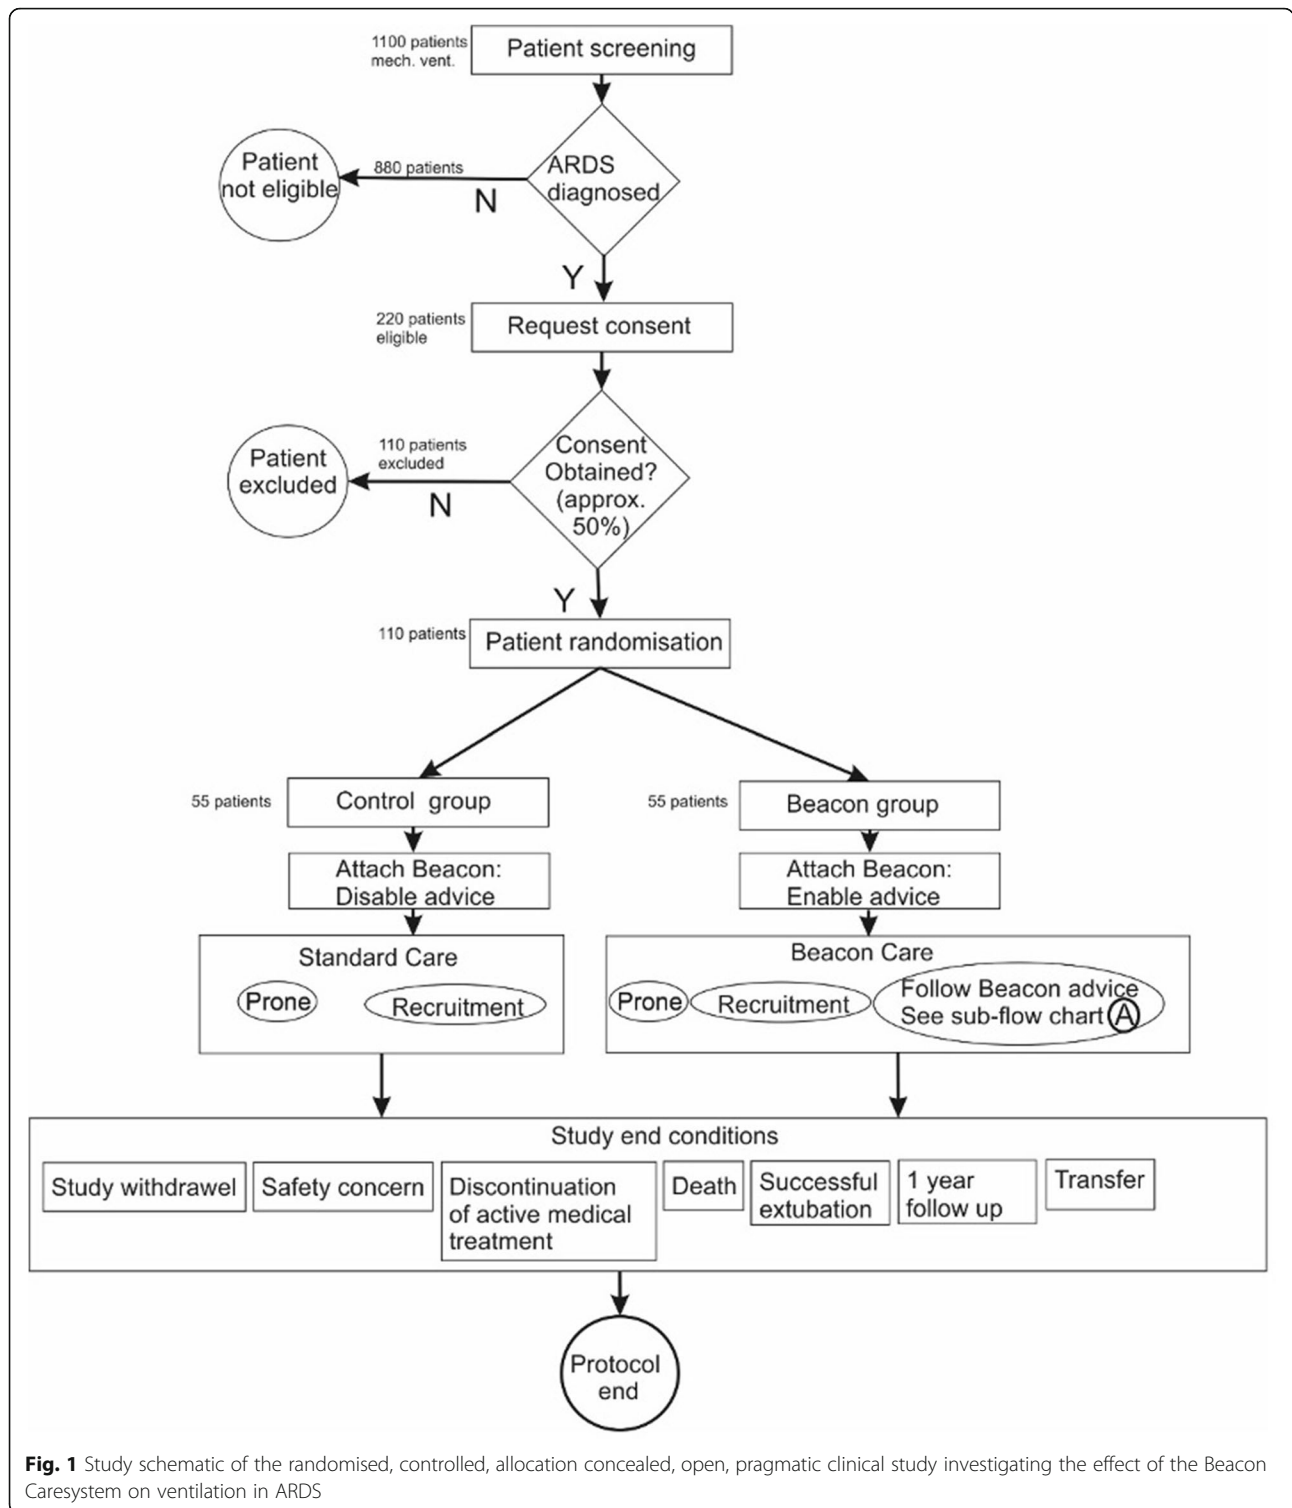 1100 patients
mech. vent.
Patient screening
ARDS
diagnosed
880 patients
N
Patient
not eligible
Y
220 patients
eligible
Request consent
Consent
Obtained?
(approx.
50%)
110 patients
excluded
N
Patient
excluded
Y
110 patients
Patient randomisation
55 patients
Control group
55 patients
Beacon group
Attach Beacon:
Disable advice
Attach Beacon:
Enable advice
Standard Care
Prone
Recruitment
Beacon Care
Prone
Recruitment
Follow Beacon advice
See sub-flow chart A
Study end conditions
Study withdrawel
Safety concern
Discontinuation
of active medical
treatment
Death
Successful
extubation
1 year
follow up
Transfer
Protocol
end
Fig. 1 Study schematic of the randomised, controlled, allocation concealed, open, pragmatic clinical study investigating the effect of the Beacon
Caresystem on ventilation in ARDS